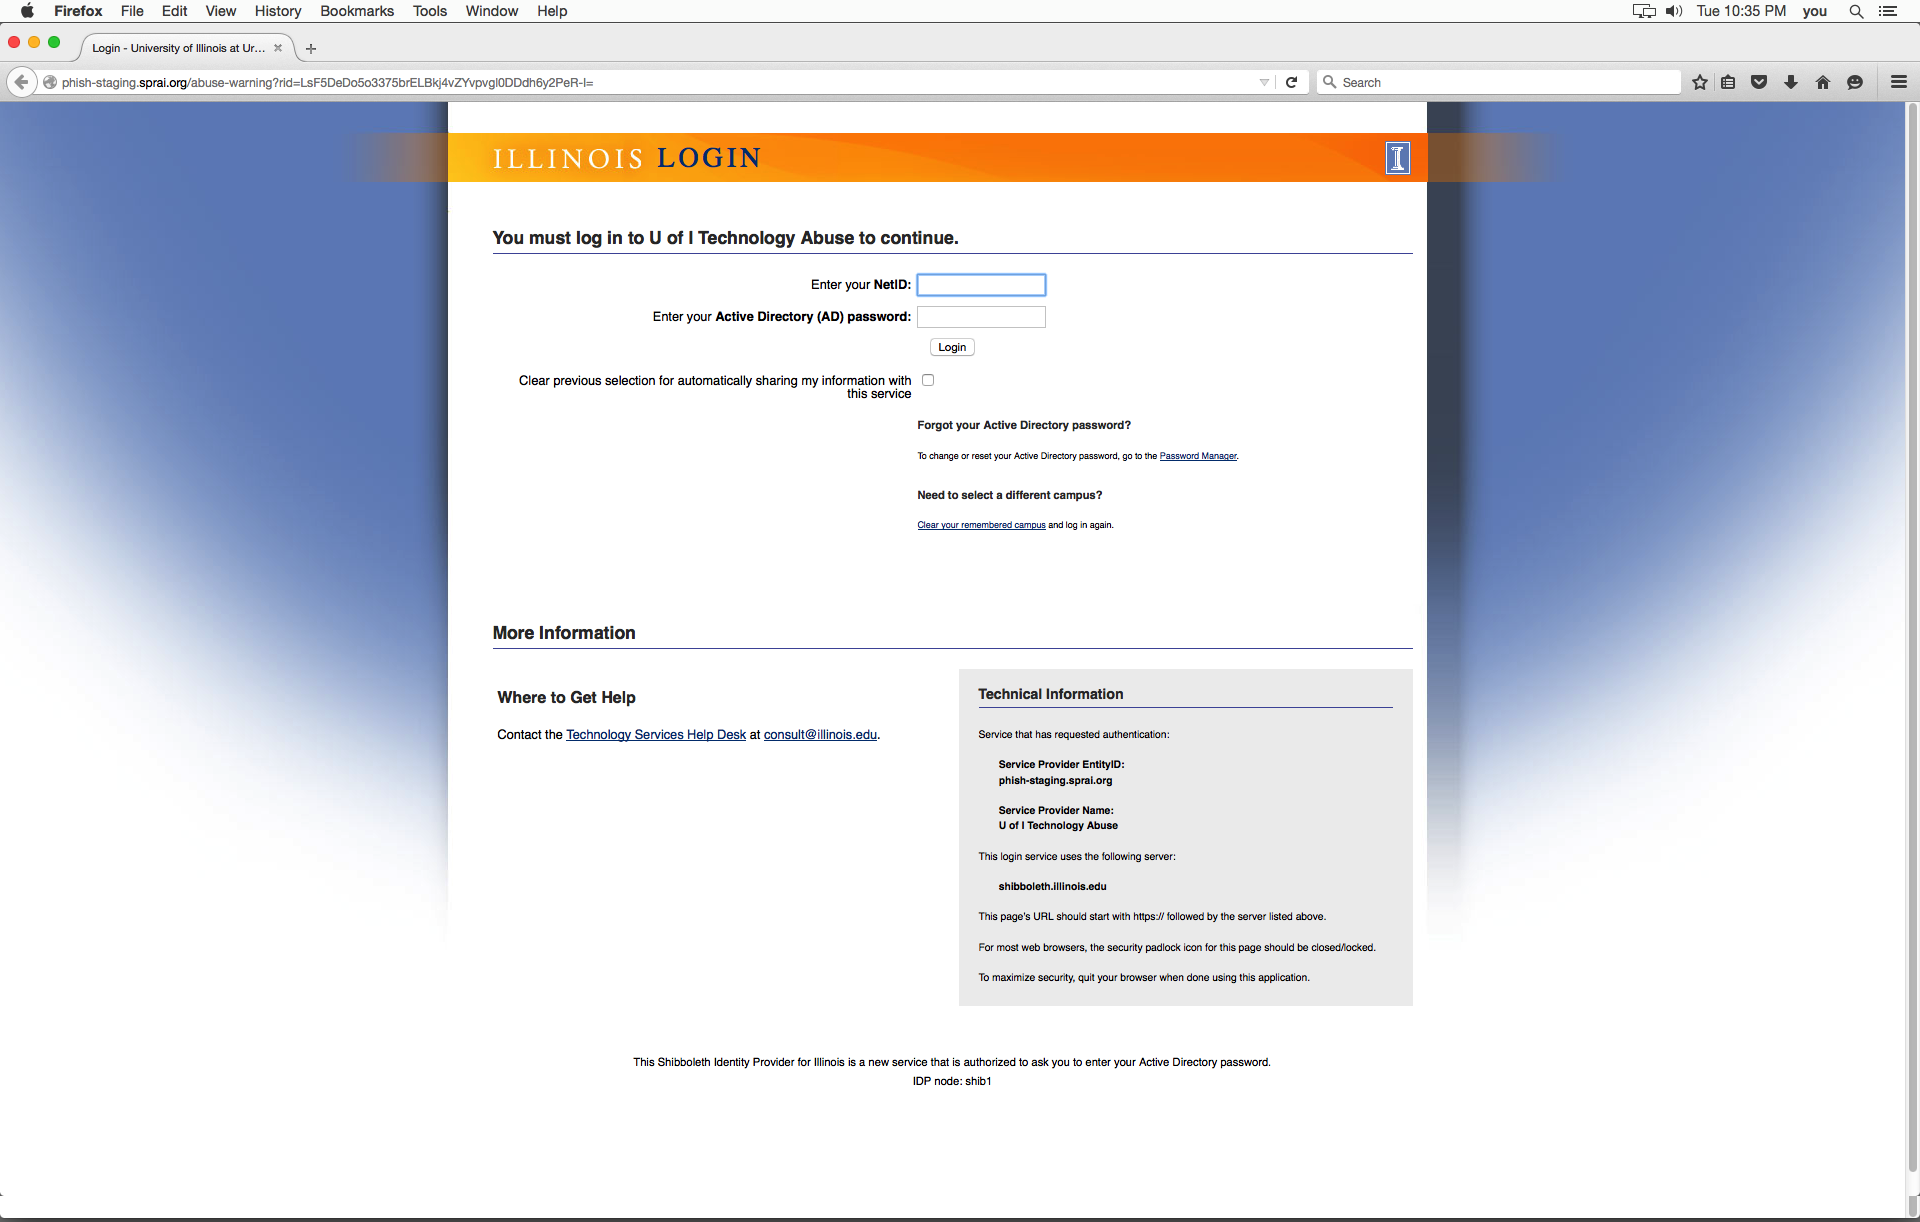 Firefox File Edit View History Bookmarks Tools Window Help Tue 10:35 PM you
Login - University of Illinois at Ur...
phish-staging.sprai.org/abuse-warning?rid=LsF5DeDo5o3375brELBkj4vZYvpvgl0DDdh6y2PeR-I=
Search
ILLINOIS LOGIN
I
You must log in to U of I Technology Abuse to continue.
Enter your NetID:
Enter your Active Directory (AD) password:
Login
Clear previous selection for automatically sharing my information with
this service
Forgot your Active Directory password?
To change or reset your Active Directory password, go to the Password Manager.
Need to select a different campus?
Clear your remembered campus and log in again.
More Information
Where to Get Help
Contact the Technology Services Help Desk at consult@illinois.edu.
Technical Information
Service that has requested authentication:
Service Provider EntityID:
phish-staging.sprai.org
Service Provider Name:
U of I Technology Abuse
This login service uses the following server:
shibboleth.illinois.edu
This page's URL should start with https:// followed by the server listed above.
For most web browsers, the security padlock icon for this page should be closed/locked.
To maximize security, quit your browser when done using this application.
This Shibboleth Identity Provider for Illinois is a new service that is authorized to ask you to enter your Active Directory password.
IDP node: shib1